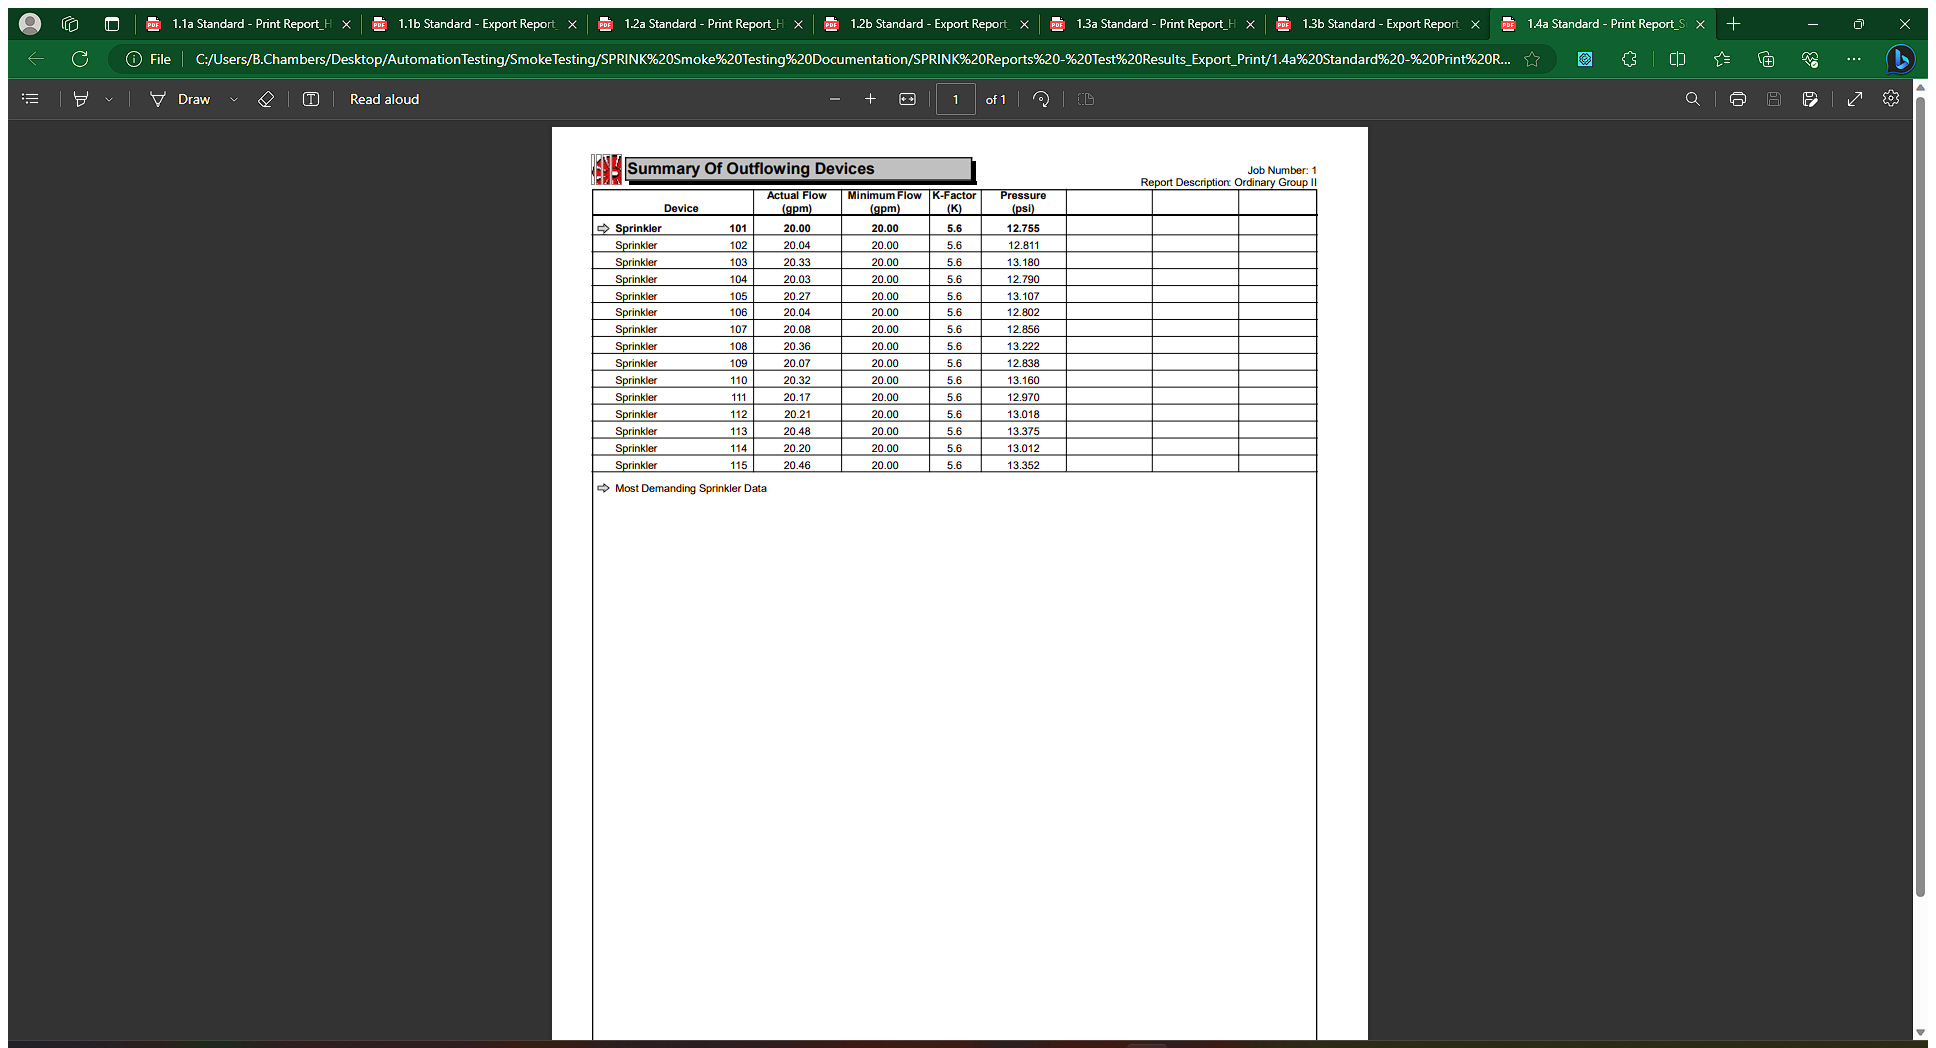 1.1a Standard - Print Report_H
1.1b Standard - Export Report_
1.2a Standard - Print Report_H
1.2b Standard - Export Report_
1.3a Standard - Print Report_H
1.3b Standard - Export Report_
1.4a Standard - Print Report_S
File
C:/Users/B.Chambers/Desktop/AutomationTesting/SmokeTesting/SPRINK%20Smoke%20Testing%20Documentation/SPRINK%20Reports%20-%20Test%20Results_Export_Print/1.4a%20Standard%20-%20Print%20R...
Draw
Read aloud
1 of 1
Summary Of Outflowing Devices
Job Number: 1
Report Description: Ordinary Group II
Device Actual Flow (gpm) Minimum Flow (gpm) K-Factor (K) Pressure (psi)
Sprinkler 101 20.00 20.00 5.6 12.755
Sprinkler 102 20.04 20.00 5.6 12.811
Sprinkler 103 20.33 20.00 5.6 13.180
Sprinkler 104 20.03 20.00 5.6 12.790
Sprinkler 105 20.27 20.00 5.6 13.107
Sprinkler 106 20.04 20.00 5.6 12.802
Sprinkler 107 20.08 20.00 5.6 12.856
Sprinkler 108 20.36 20.00 5.6 13.222
Sprinkler 109 20.07 20.00 5.6 12.838
Sprinkler 110 20.32 20.00 5.6 13.160
Sprinkler 111 20.17 20.00 5.6 12.970
Sprinkler 112 20.21 20.00 5.6 13.018
Sprinkler 113 20.48 20.00 5.6 13.375
Sprinkler 114 20.20 20.00 5.6 13.012
Sprinkler 115 20.46 20.00 5.6 13.352
Most Demanding Sprinkler Data